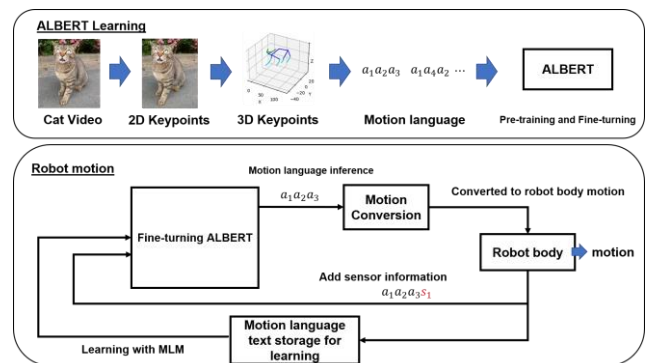 ALBERT Learning
Cat Video
2D Keypoints
3D Keypoints
a₁a₂a₃ a₁a₄a₂ ⋯
Motion language
ALBERT
Pre-training and Fine-turning
Robot motion
Motion language inference
a₁a₂a₃
Fine-turning ALBERT
Motion
Conversion
Converted to robot body motion
Robot body
motion
Add sensor information
a₁a₂a₃s₁
Motion language
text storage for
learning
Learning with MLM